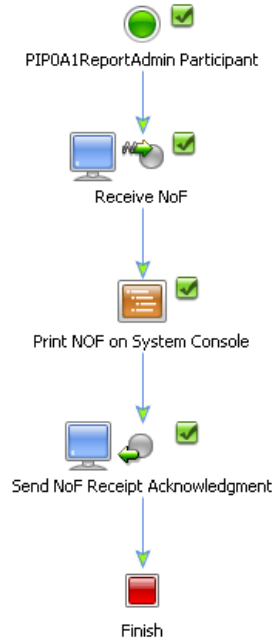 PIP0A1ReportAdmin Participant
Receive NoF
Print NOF on System Console
Send NoF Receipt Acknowledgment
Finish